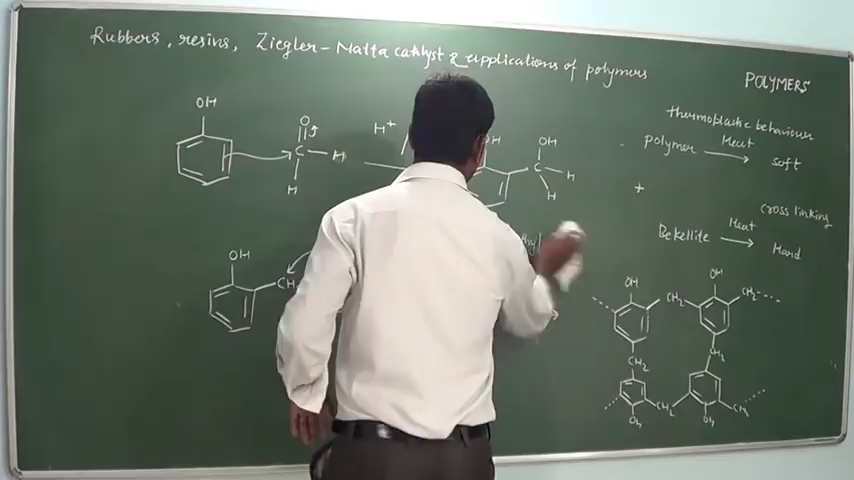 Rubbers, resins, Ziegler-Natta catalyst & applications of polymers
POLYMERS
thermoplastic behaviour
Polymer Heat soft
+
cross linking
Bekellite Heat Hard
OH
O
C
H
H
H+
H
OH
C
H
H
OH
CH
OH
CH2
OH
CH2
CH2
CH2
CH2
CH2
OH
OH